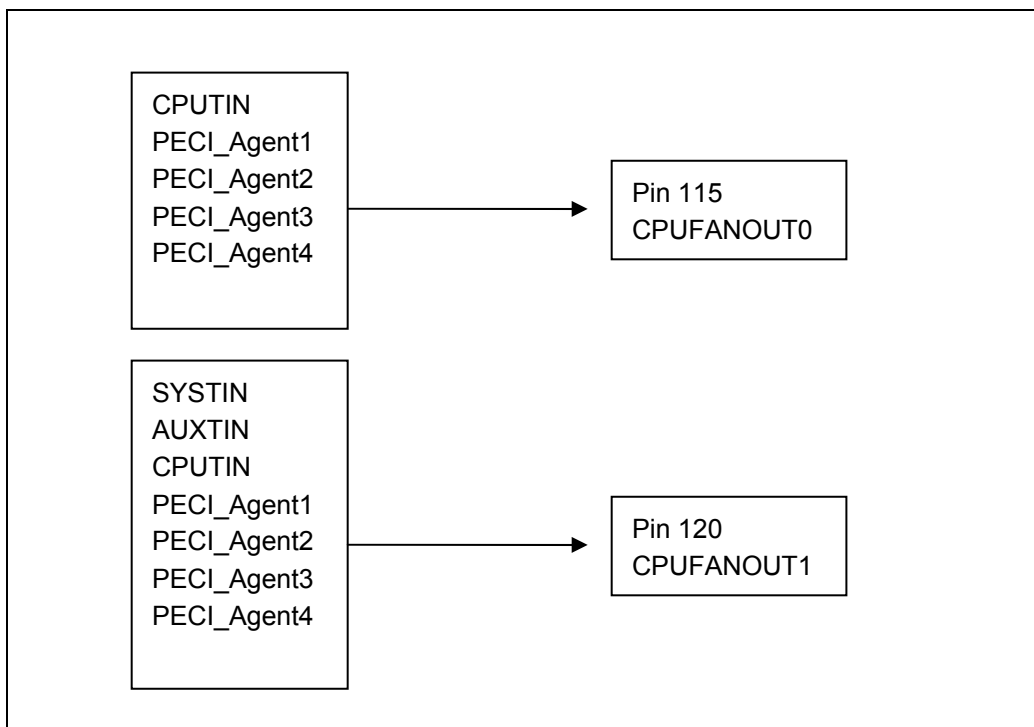 CPUTIN
PECI_Agent1
PECI_Agent2
PECI_Agent3
PECI_Agent4
Pin 115
CPUFANOUT0
SYSTIN
AUXTIN
CPUTIN
PECI_Agent1
PECI_Agent2
PECI_Agent3
PECI_Agent4
Pin 120
CPUFANOUT1